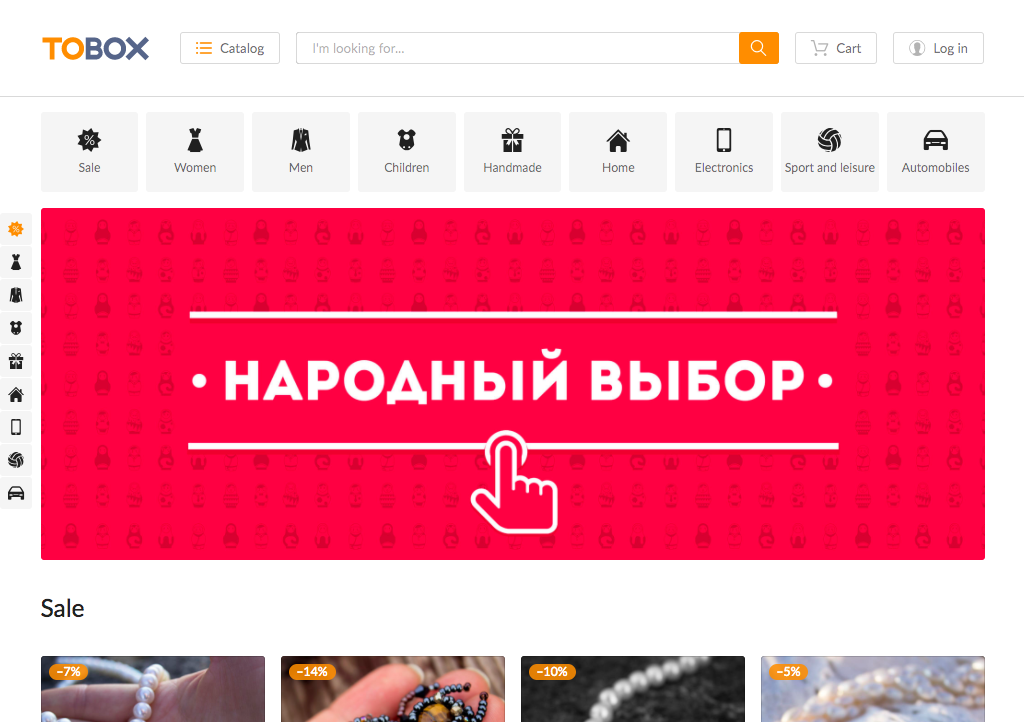 TOBOX
Catalog
I'm looking for...
Cart
Log in
Sale
Women
Men
Children
Handmade
Home
Electronics
Sport and leisure
Automobiles
• НАРОДНЫЙ ВЫБОР •
Sale
−7%
−14%
−10%
−5%